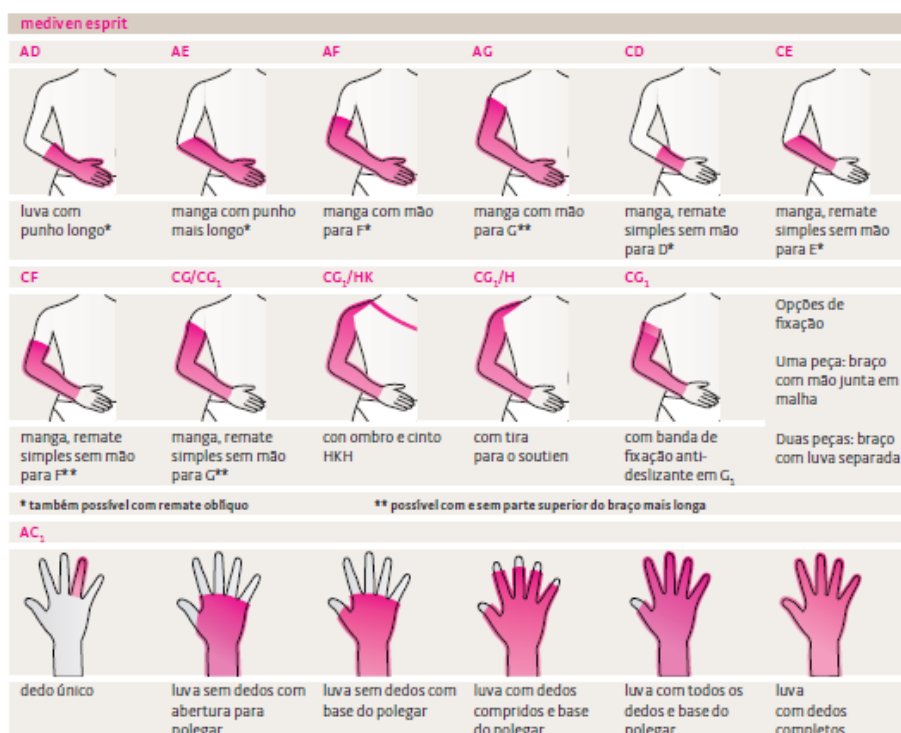 mediven esprit
AD
AE
AF
AG
CD
CE
luva com
punho longo*
manga com punho
mais longo*
manga com mão
para F*
manga com mão
para G**
manga, remate
simples sem mão
para D*
manga, remate
simples sem mão
para E*
CF
CG/CG₁
CG₁/HK
CG₁/H
CG₁
manga, remate
simples sem mão
para F**
manga, remate
simples sem mão
para G**
con ombro e cinto
HKH
com tira
para o soutien
com banda de
fixação anti-
deslizante em G₁
Opções de
fixação
Uma peça: braço
com mão junta em
malha
Duas peças: braço
com luva separada
* também possível com remate oblíquo
** possível com e sem parte superior do braço mais longa
AC₁
dedo único
luva sem dedos com
abertura para
polegar
luva sem dedos com
base do polegar
luva com dedos
compridos e base
do polegar
luva com todos os
dedos e base do
polegar
luva
com dedos
completos